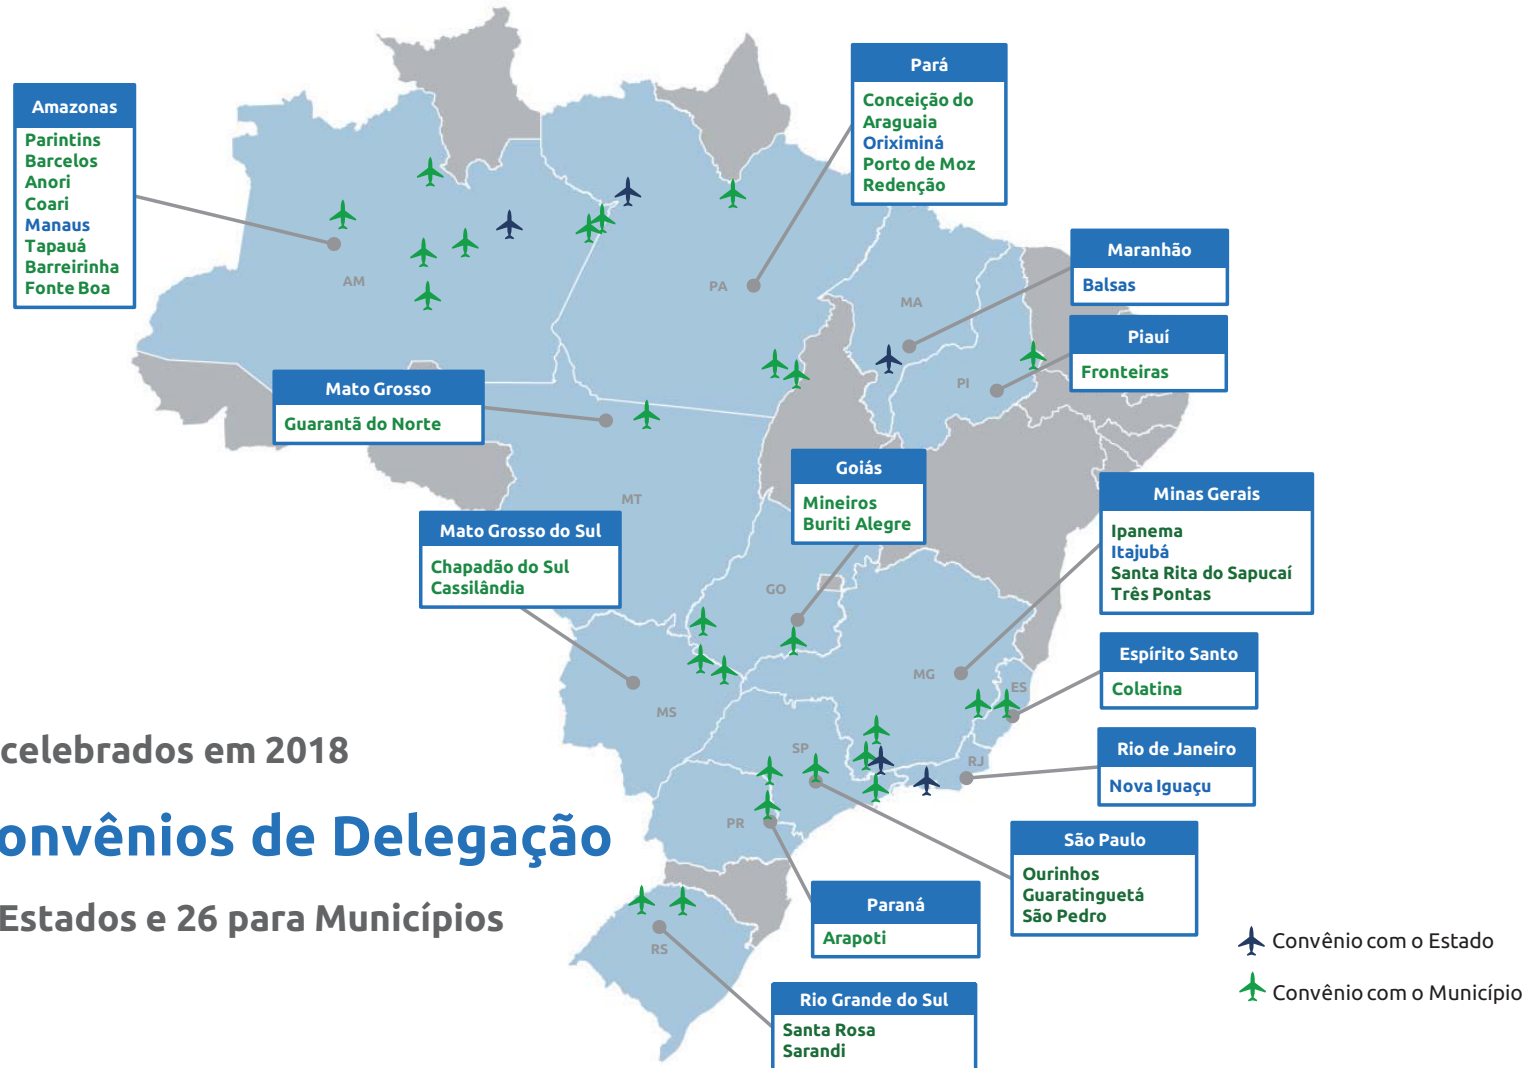 Amazonas
Parintins
Barcelos
Anori
Coari
Manaus
Tapauá
Barreirinha
Fonte Boa
Pará
Conceição do
Araguaia
Oriximiná
Porto de Moz
Redenção
Maranhão
Balsas
Piauí
Fronteiras
Mato Grosso
Guarantã do Norte
Goiás
Mineiros
Buriti Alegre
Mato Grosso do Sul
Chapadão do Sul
Cassilândia
Minas Gerais
Ipanema
Itajubá
Santa Rita do Sapucaí
Três Pontas
Espírito Santo
Colatina
Rio de Janeiro
Nova Iguaçu
São Paulo
Ourinhos
Guaratinguetá
São Pedro
Paraná
Arapoti
Rio Grande do Sul
Santa Rosa
Sarandi
AM
PA
MA
PI
MT
GO
MG
ES
MS
SP
RJ
PR
RS
celebrados em 2018
onvênios de Delegação
Estados e 26 para Municípios
Convênio com o Estado
Convênio com o Município